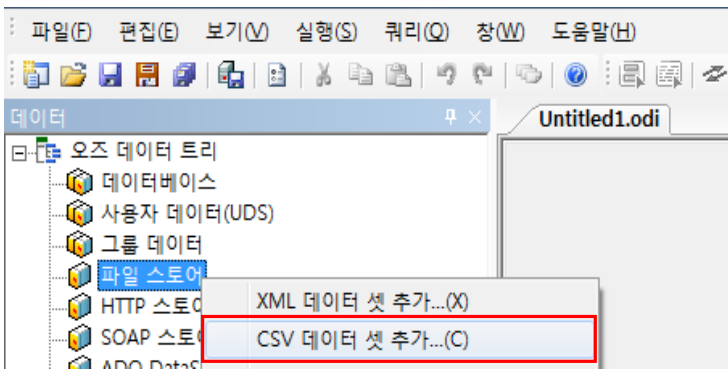 파일(F) 편집(E) 보기(V) 실행(S) 쿼리(Q) 창(W) 도움말(H)
데이터
Untitled1.odi
오즈 데이터 트리
데이터베이스
사용자 데이터(UDS)
그룹 데이터
파일 스토어
XML 데이터 셋 추가...(X)
HTTP 스토어
CSV 데이터 셋 추가...(C)
SOAP 스토
ADO DataS